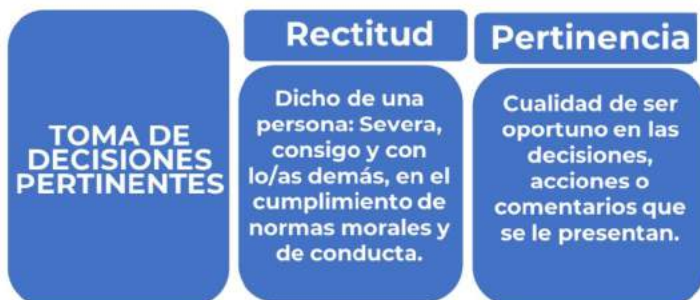 TOMA DE
DECISIONES
PERTINENTES
Rectitud
Dicho de una
persona: Severa,
consigo y con
lo/as demás, en el
cumplimiento de
normas morales y
de conducta.
Pertinencia
Cualidad de ser
oportuno en las
decisiones,
acciones o
comentarios que
se le presentan.